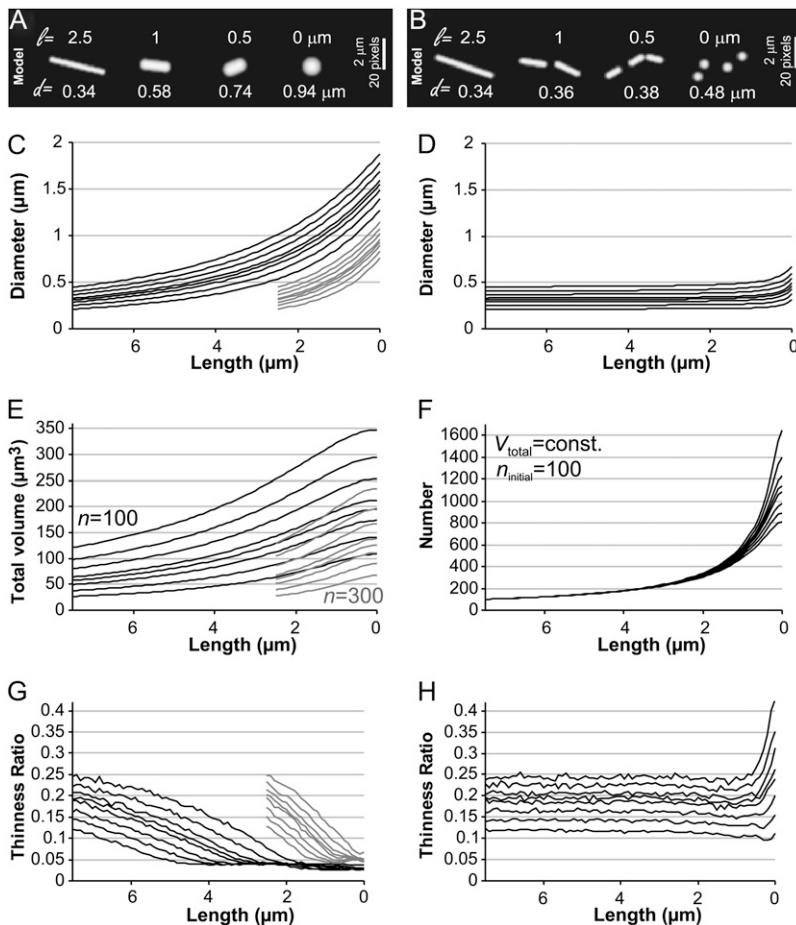 A
Model
ℓ= 2.5 1 0.5 0 μm
d= 0.34 0.58 0.74 0.94 μm
2 μm
20 pixels
B
Model
ℓ= 2.5 1 0.5 0 μm
d= 0.34 0.36 0.38 0.48 μm
2 μm
20 pixels
C
Diameter (μm)
2
1.5
1
0.5
0
6 4 2 0
Length (μm)
D
Diameter (μm)
2
1.5
1
0.5
0
6 4 2 0
Length (μm)
E
Total volume (μm³)
350
300
250
200
150
100
50
0
n=100
n=300
6 4 2 0
Length (μm)
F
Number
1600
1400
1200
1000
800
600
400
200
0
Vtotal=const.
ninitial=100
6 4 2 0
Length (μm)
G
Thinness Ratio
0.4
0.35
0.3
0.25
0.2
0.15
0.1
0.05
0
6 4 2 0
Length (μm)
H
Thinness Ratio
0.4
0.35
0.3
0.25
0.2
0.15
0.1
0.05
0
6 4 2 0
Length (μm)